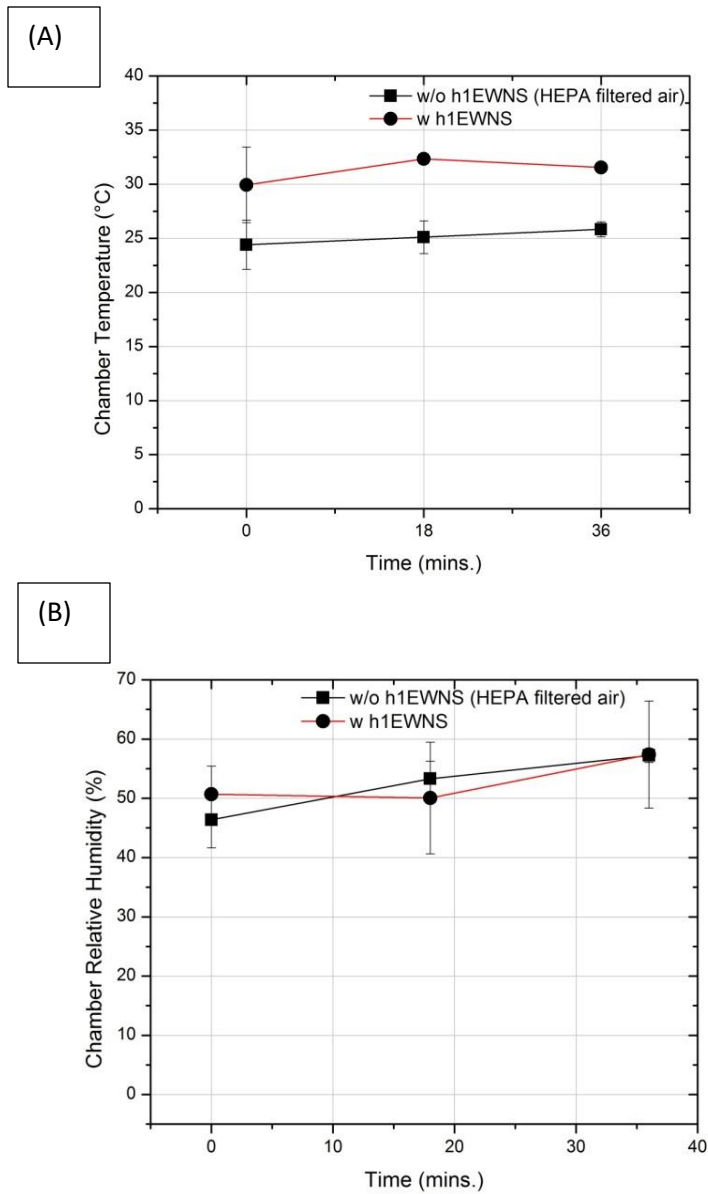 (A)
w/o h1EWNS (HEPA filtered air)
w h1EWNS
40
35
30
25
20
15
10
5
0
Chamber Temperature (°C)
0 18 36
Time (mins.)
(B)
w/o h1EWNS (HEPA filtered air)
w h1EWNS
70
60
50
40
30
20
10
0
Chamber Relative Humidity (%)
0 10 20 30 40
Time (mins.)